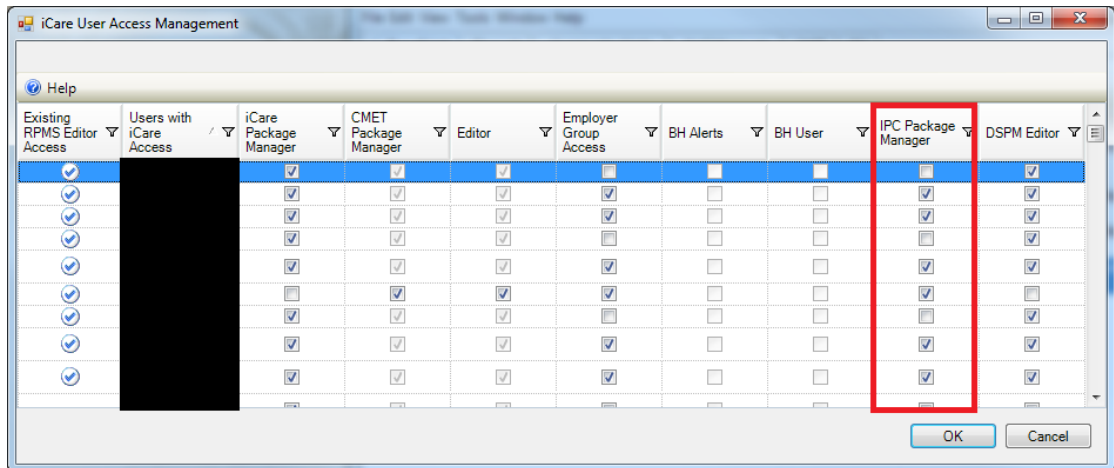 iCare User Access Management
File Edit View Tools Window Help
Help
Existing
RPMS Editor
Access
Users with
iCare
Access
iCare
Package
Manager
CMET
Package
Manager
Editor
Employer
Group
Access
BH Alerts
BH User
IPC Package
Manager
DSPM Editor
OK
Cancel